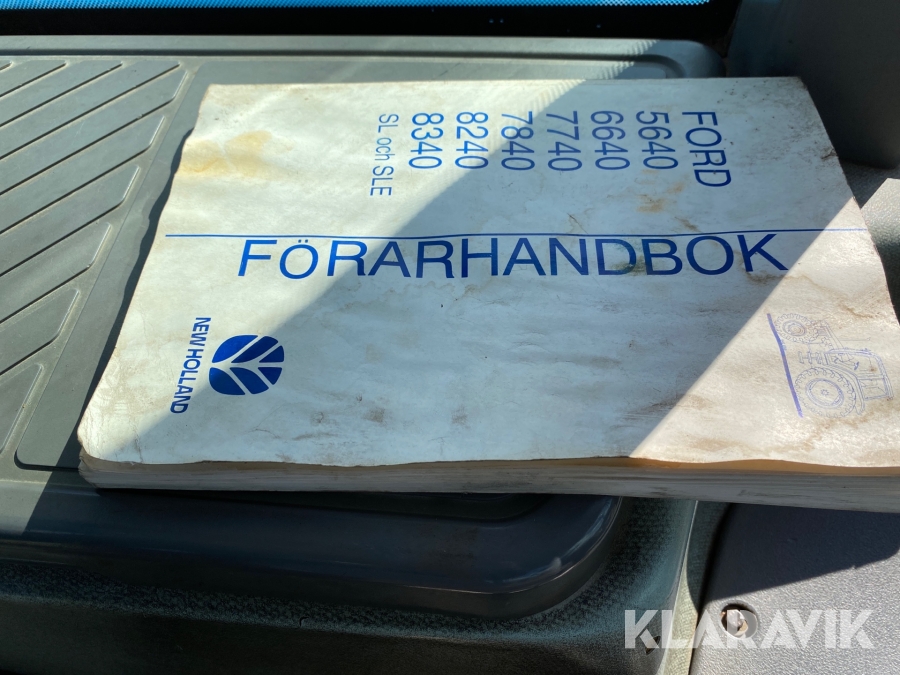 FORD
5640
6640
7740
7840
8240
8340
SL och SLE
FÖRARHANDBOK
NEW HOLLAND
KLARAVIK